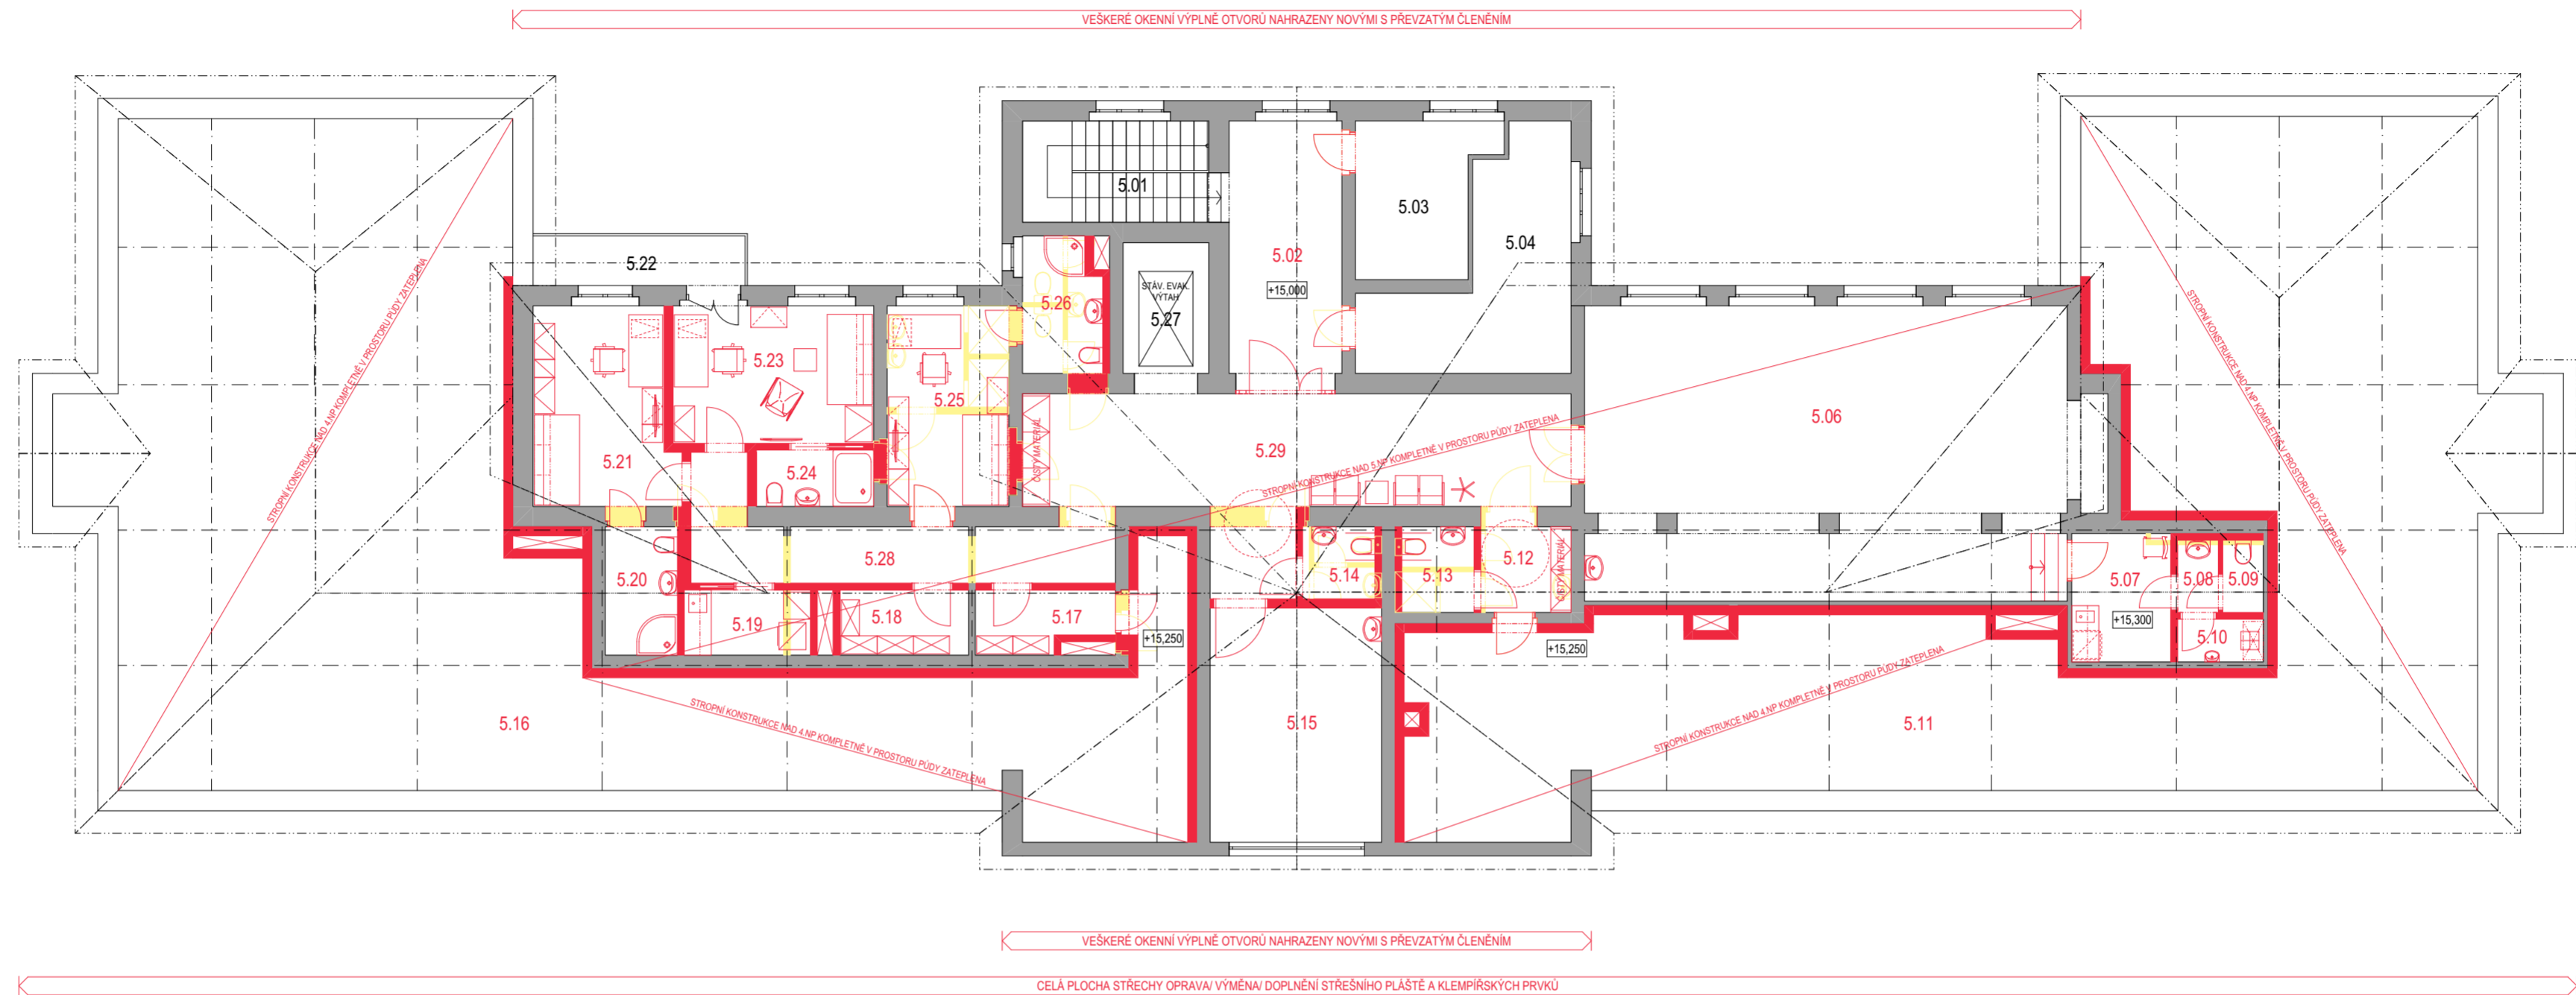 VEŠKERÉ OKENNÍ VÝPLNĚ OTVORŮ NAHRAZENY NOVÝMI S PŘEVZATÝM ČLENĚNÍM
5.01
5.03
5.04
5.02
+15,000
5.22
5.26
STÁV. EVAK.
VÝTAH
5.27
STROPNÍ KONSTRUKCE NAD 4.NP KOMPLETNĚ V PROSTORU PŮDY ZATEPLENA
STROPNÍ KONSTRUKCE NAD 4.NP KOMPLETNĚ V PROSTORU PŮDY ZATEPLENA
5.23
5.25
5.06
5.21
5.24
ČISTÝ MATERIÁL
5.29
STROPNÍ KONSTRUKCE NAD 5.NP KOMPLETNĚ V PROSTORU PŮDY ZATEPLENA
5.28
5.20
5.14
5.13
5.12
ČISTÝ MATERIÁL
5.07
5.08
5.09
5.19
5.18
5.17
+15,250
+15,250
+15,300
5.10
5.16
STROPNÍ KONSTRUKCE NAD 4.NP KOMPLETNĚ V PROSTORU PŮDY ZATEPLENA
5.15
STROPNÍ KONSTRUKCE NAD 4.NP KOMPLETNĚ V PROSTORU PŮDY ZATEPLENA
5.11
VEŠKERÉ OKENNÍ VÝPLNĚ OTVORŮ NAHRAZENY NOVÝMI S PŘEVZATÝM ČLENĚNÍM
CELÁ PLOCHA STŘECHY OPRAVA/ VÝMĚNA/ DOPLNĚNÍ STŘEŠNÍHO PLÁŠTĚ A KLEMPÍŘSKÝCH PRVKŮ